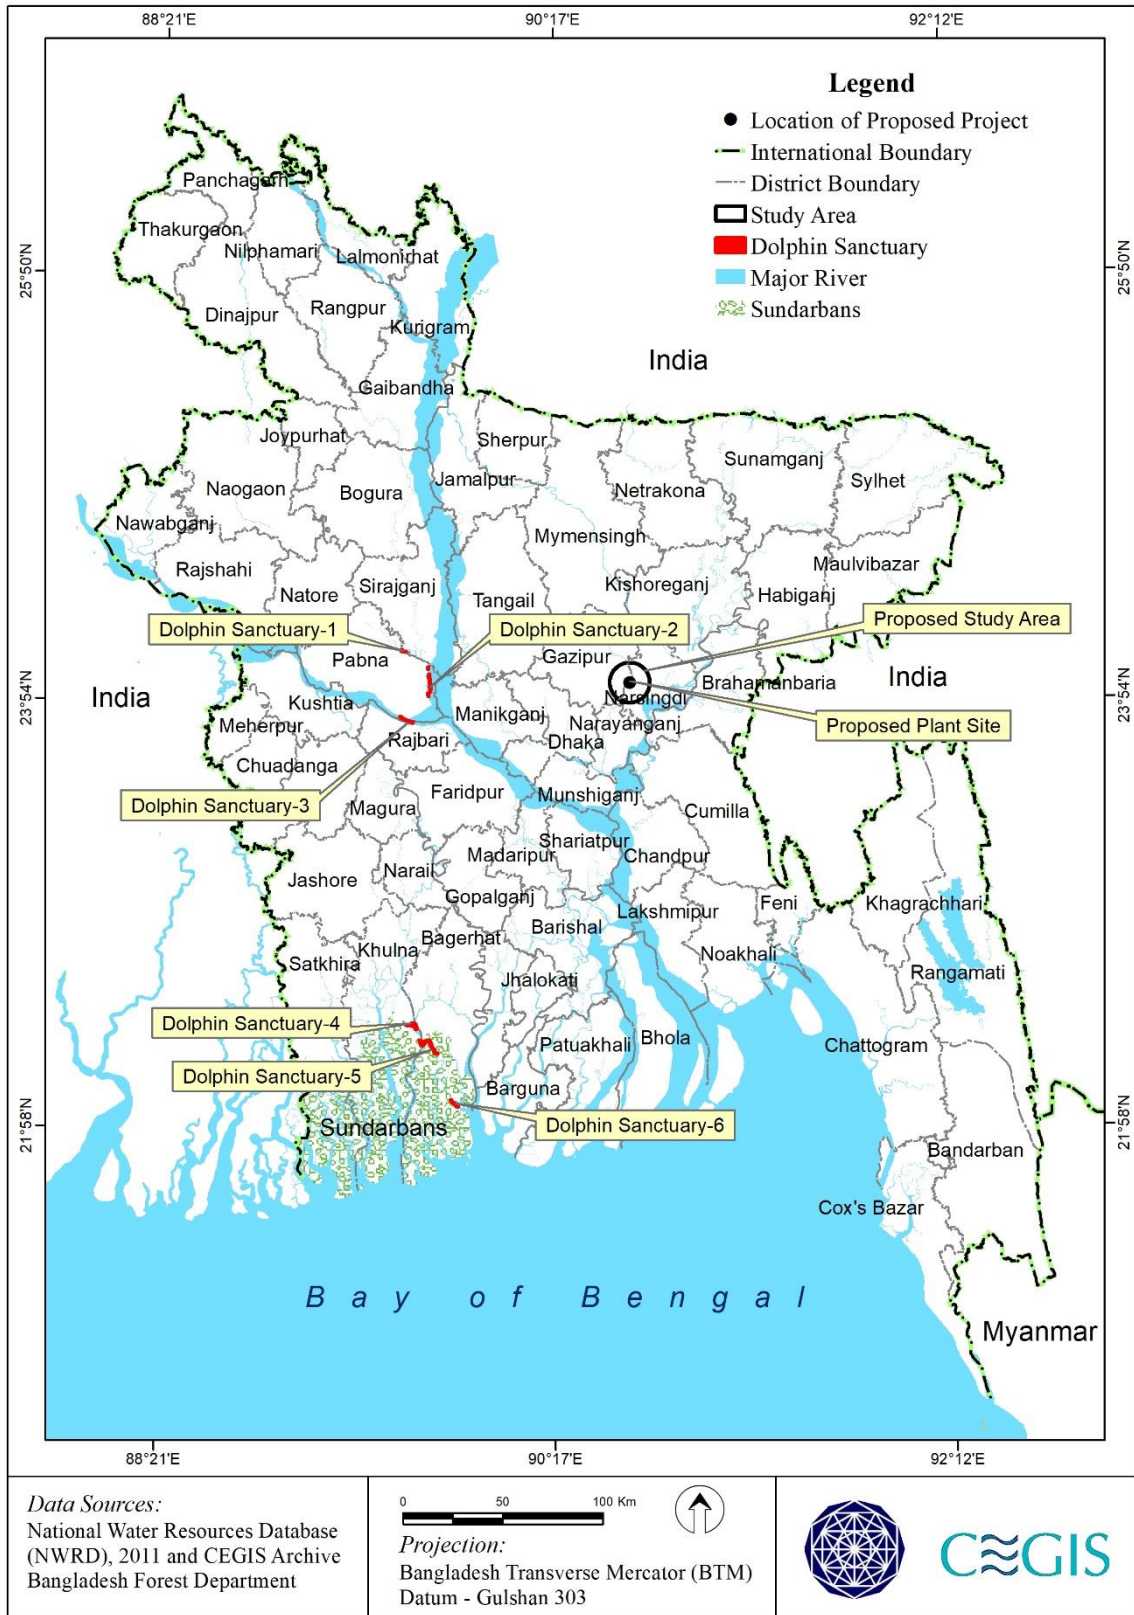 88°21'E
90°17'E
92°12'E
Legend
Location of Proposed Project
International Boundary
District Boundary
Study Area
Dolphin Sanctuary
Major River
Sundarbans
25°50'N
25°50'N
Panchagarh
Thakurgaon
Nilphamari
Lalmonirhat
Dinajpur
Rangpur
Kurigram
India
Gaibandha
Joypurhat
Sherpur
Sunamganj
Sylhet
Naogaon
Bogura
Jamalpur
Netrakona
Nawabganj
Mymensingh
Rajshahi
Sirajganj
Kishoreganj
Maulvibazar
Natore
Tangail
Habiganj
Dolphin Sanctuary-1
Dolphin Sanctuary-2
Proposed Study Area
Pabna
Gazipur
23°54'N
India
Kushtia
Narsingdi
Brahamanbaria
India
23°54'N
Meherpur
Manikganj
Narayanganj
Proposed Plant Site
Rajbari
Dhaka
Chuadanga
Dolphin Sanctuary-3
Magura
Faridpur
Munshiganj
Cumilla
Shariatpur
Jashore
Narail
Madaripur
Chandpur
Gopalganj
Feni
Khagrachhari
Barishal
Lakshmipur
Khulna
Bagerhat
Noakhali
Satkhira
Jhalokati
Rangamati
Dolphin Sanctuary-4
Patuakhali
Bhola
Chattogram
Dolphin Sanctuary-5
Barguna
21°58'N
Sundarbans
Dolphin Sanctuary-6
21°58'N
Bandarban
Cox's Bazar
Bay of Bengal
Myanmar
88°21'E
90°17'E
92°12'E
Data Sources:
National Water Resources Database
(NWRD), 2011 and CEGIS Archive
Bangladesh Forest Department
0 50 100 Km
Projection:
Bangladesh Transverse Mercator (BTM)
Datum - Gulshan 303
CEGIS